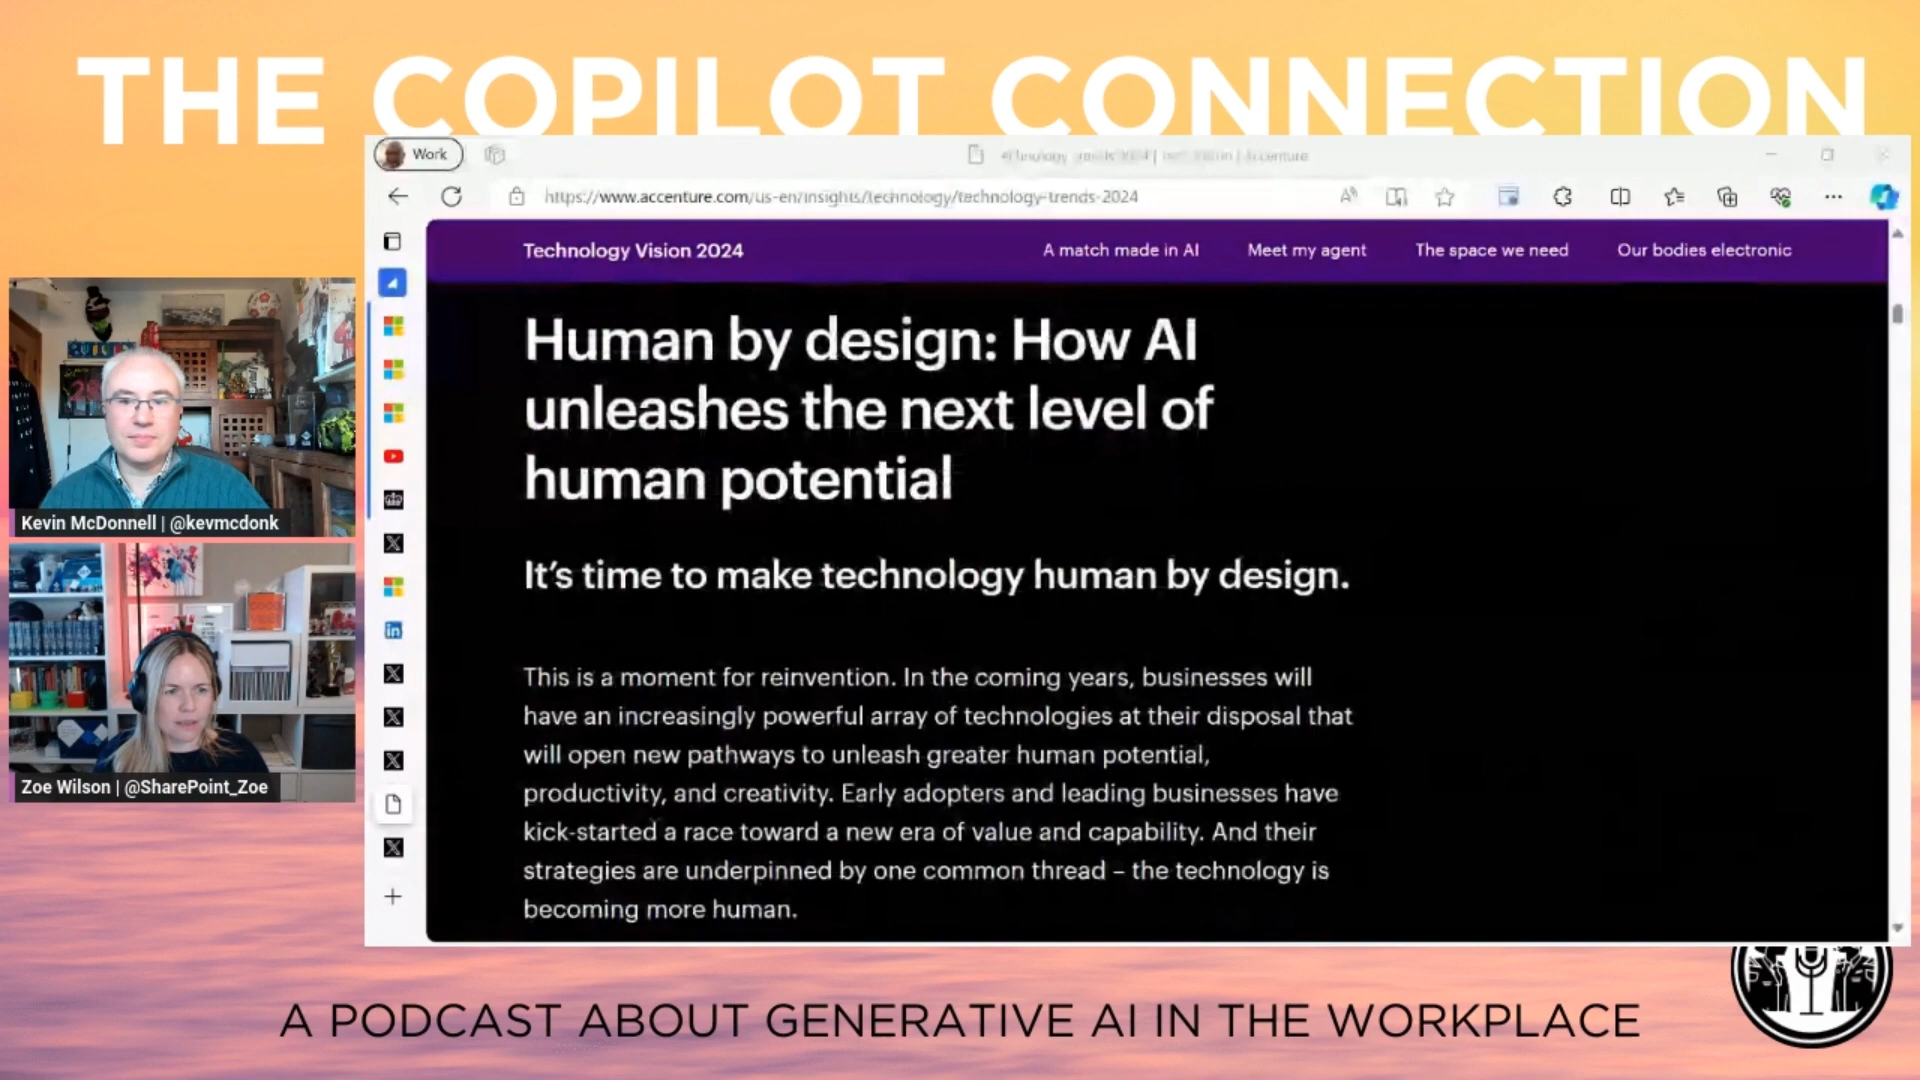 THE COPILOT CONNECTION
Work
https://www.accenture.com/us-en/insights/technology/technology-trends-2024
Technology Vision 2024
A match made in AI
Meet my agent
The space we need
Our bodies electronic
Human by design: How AI
unleashes the next level of
human potential
It's time to make technology human by design.
This is a moment for reinvention. In the coming years, businesses will
have an increasingly powerful array of technologies at their disposal that
will open new pathways to unleash greater human potential,
productivity, and creativity. Early adopters and leading businesses have
kick-started a race toward a new era of value and capability. And their
strategies are underpinned by one common thread – the technology is
becoming more human.
Kevin McDonnell | @kevmcdonk
Zoe Wilson | @SharePoint_Zoe
A PODCAST ABOUT GENERATIVE AI IN THE WORKPLACE